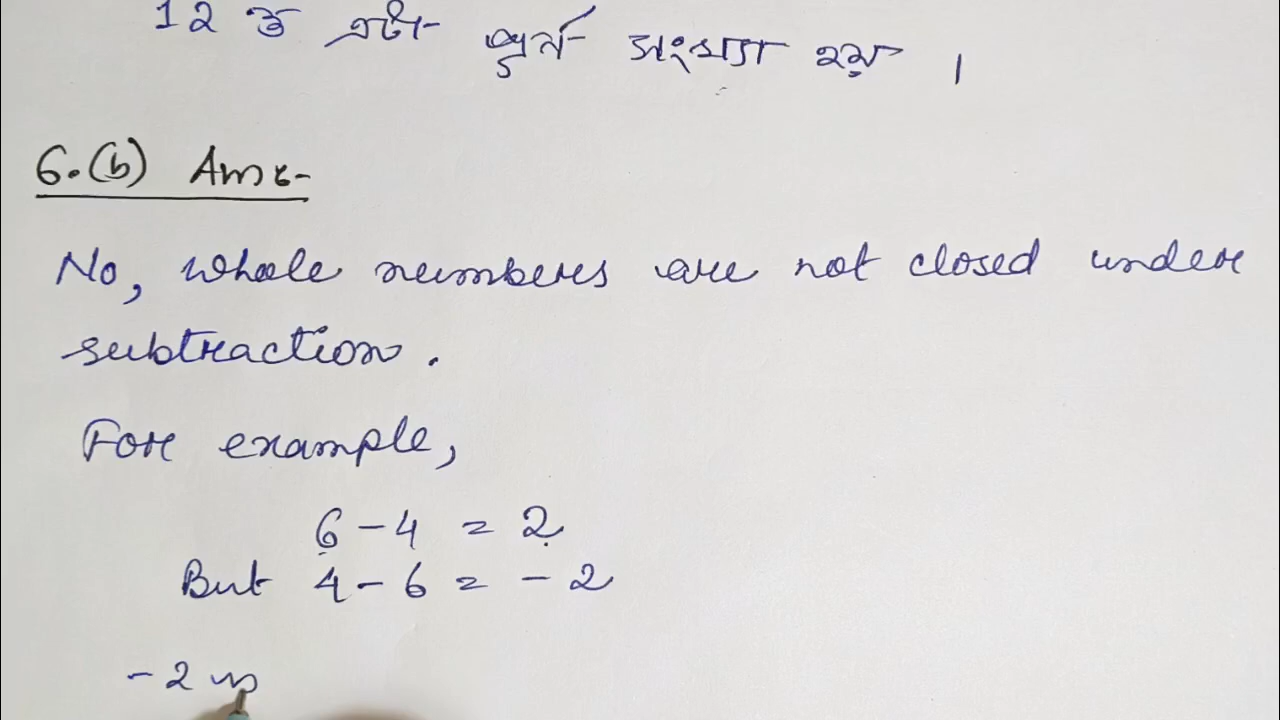 12 ও এটা পূৰ্ন সংখ্যা হয় ।
6.(b) Ans:-
No, whole numbers are not closed under
subtraction.
For example,
6 - 4 = 2
But 4 - 6 = - 2
- 2 is